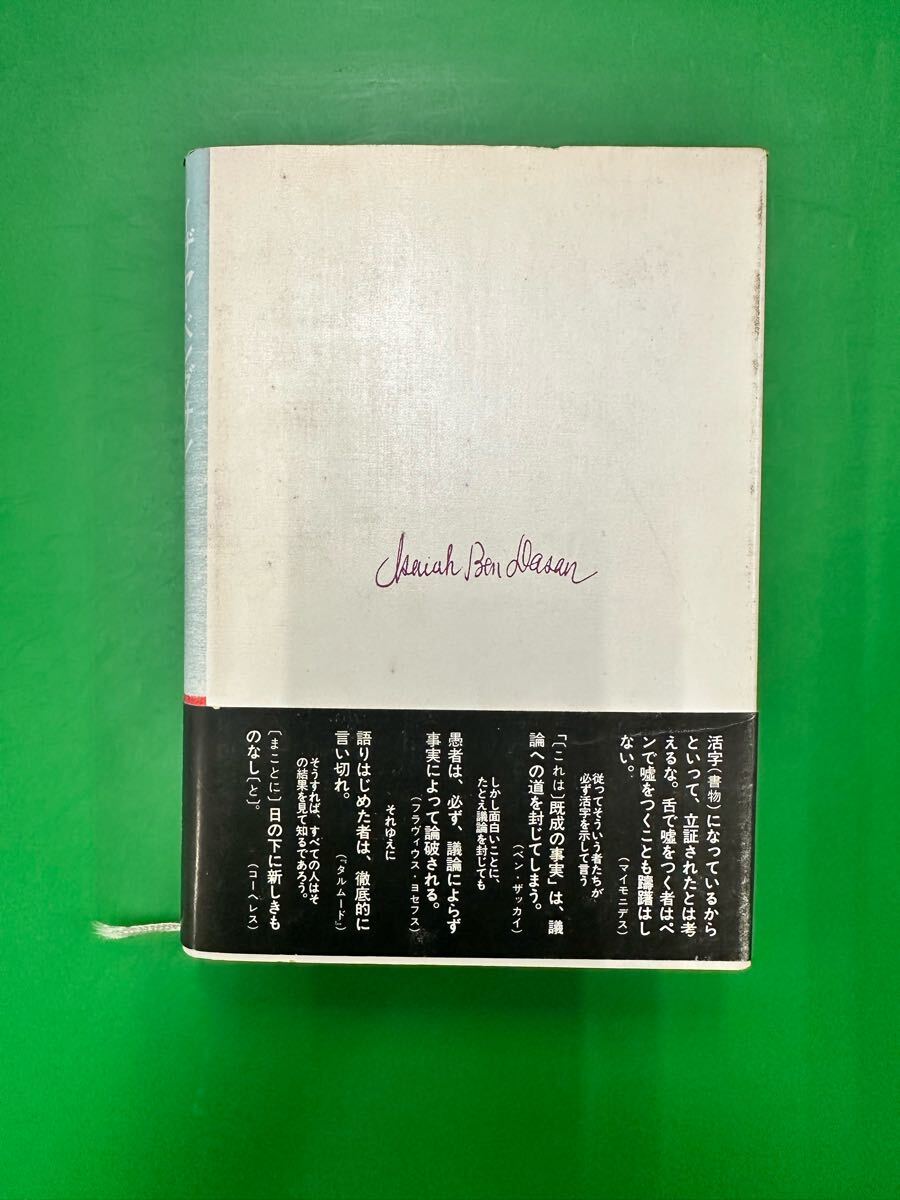 イザヤ・ベンダサン
Isaiah Ben Dasan
活字(書物)になっているから
といって、立証されたとは考
えるな。舌で嘘をつく者はペ
ンで嘘をつくことも躊躇はし
ない。
(マイモニデス)
従ってそういう者たちが
必ず活字を示して言う
「〔これは〕既成の事実」は、議
論への道を封じてしまう。
(ベン・ザッカイ)
しかし面白いことに、
たとえ議論を封じても
愚者は、必ず、議論によらず
事実によって論破される。
(フラヴィウス・ヨセフス)
それゆえに
語りはじめた者は、徹底的に
言い切れ。
(『タルムード』)
そうすれば、すべての人はそ
の結果を見て知るであろう。
〔まことに〕日の下に新しきも
のなし〔と〕。
(コーヘレス)